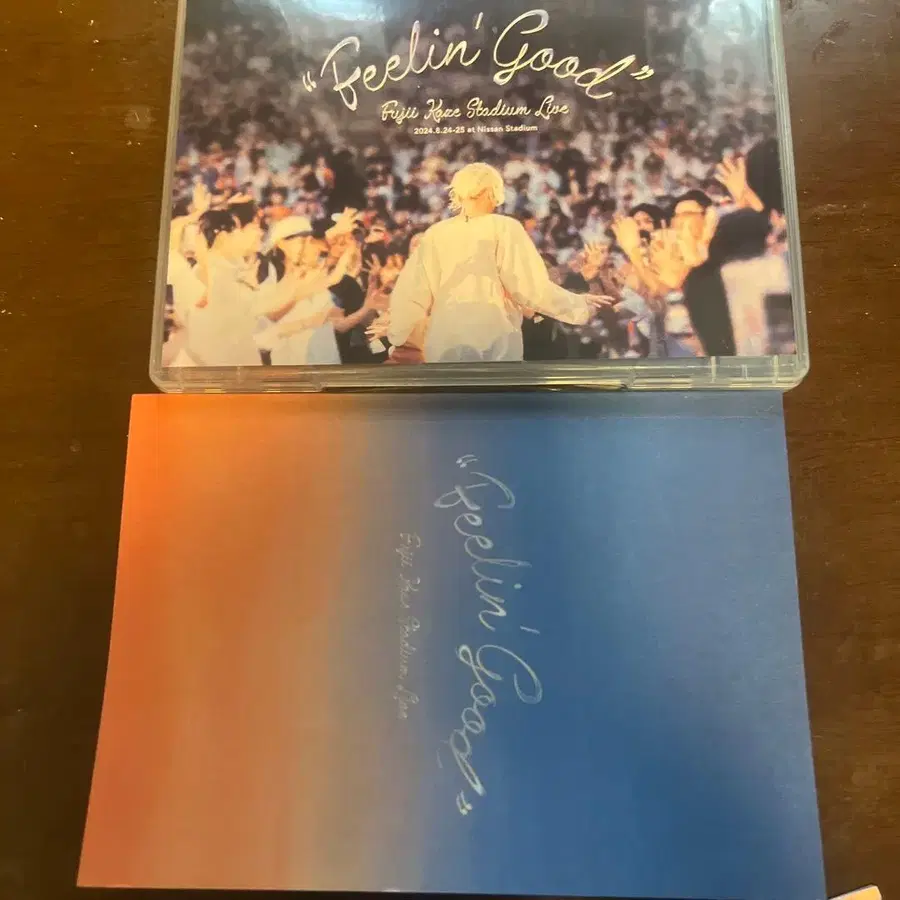 "Feelin' Good"
Fujii Kaze Stadium Live
2024.8.24-25 at Nissan Stadium
"Feelin' Good"
Fujii Kaze Stadium Live